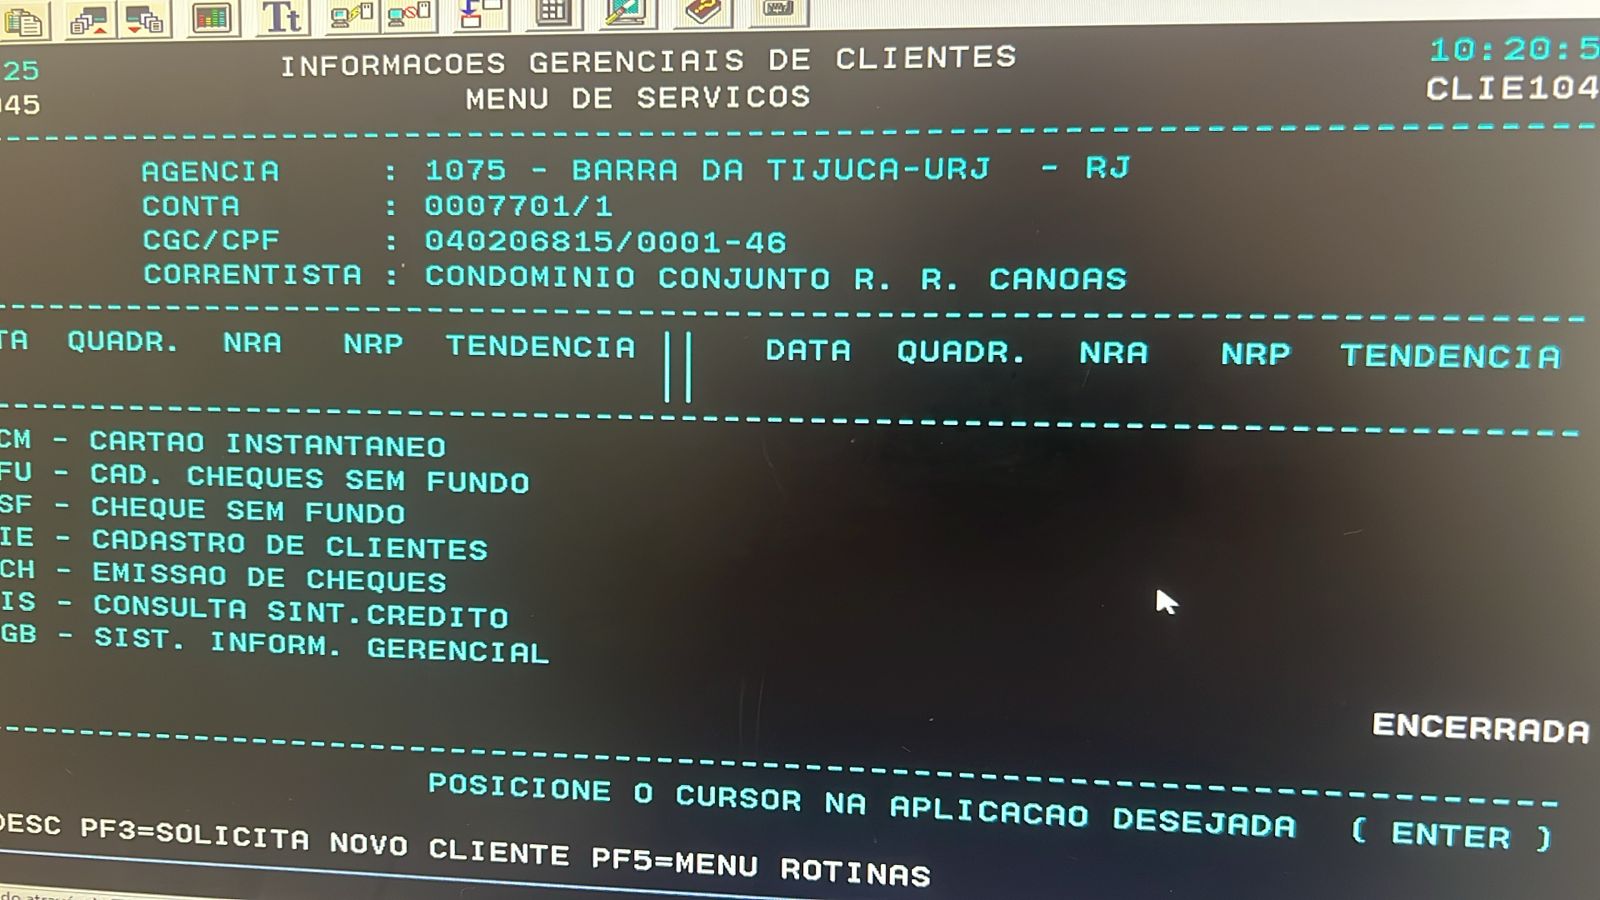 Tt
25 INFORMACOES GERENCIAIS DE CLIENTES 10:20:5
045 MENU DE SERVICOS CLIE104
AGENCIA : 1075 - BARRA DA TIJUCA-URJ - RJ
CONTA : 0007701/1
CGC/CPF : 040206815/0001-46
CORRENTISTA : CONDOMINIO CONJUNTO R. R. CANOAS
TA QUADR. NRA NRP TENDENCIA || DATA QUADR. NRA NRP TENDENCIA
CM - CARTAO INSTANTANEO
FU - CAD. CHEQUES SEM FUNDO
SF - CHEQUE SEM FUNDO
IE - CADASTRO DE CLIENTES
CH - EMISSAO DE CHEQUES
IS - CONSULTA SINT.CREDITO
GB - SIST. INFORM. GERENCIAL
ENCERRADA
POSICIONE O CURSOR NA APLICACAO DESEJADA ( ENTER )
DESC PF3=SOLICITA NOVO CLIENTE PF5=MENU ROTINAS